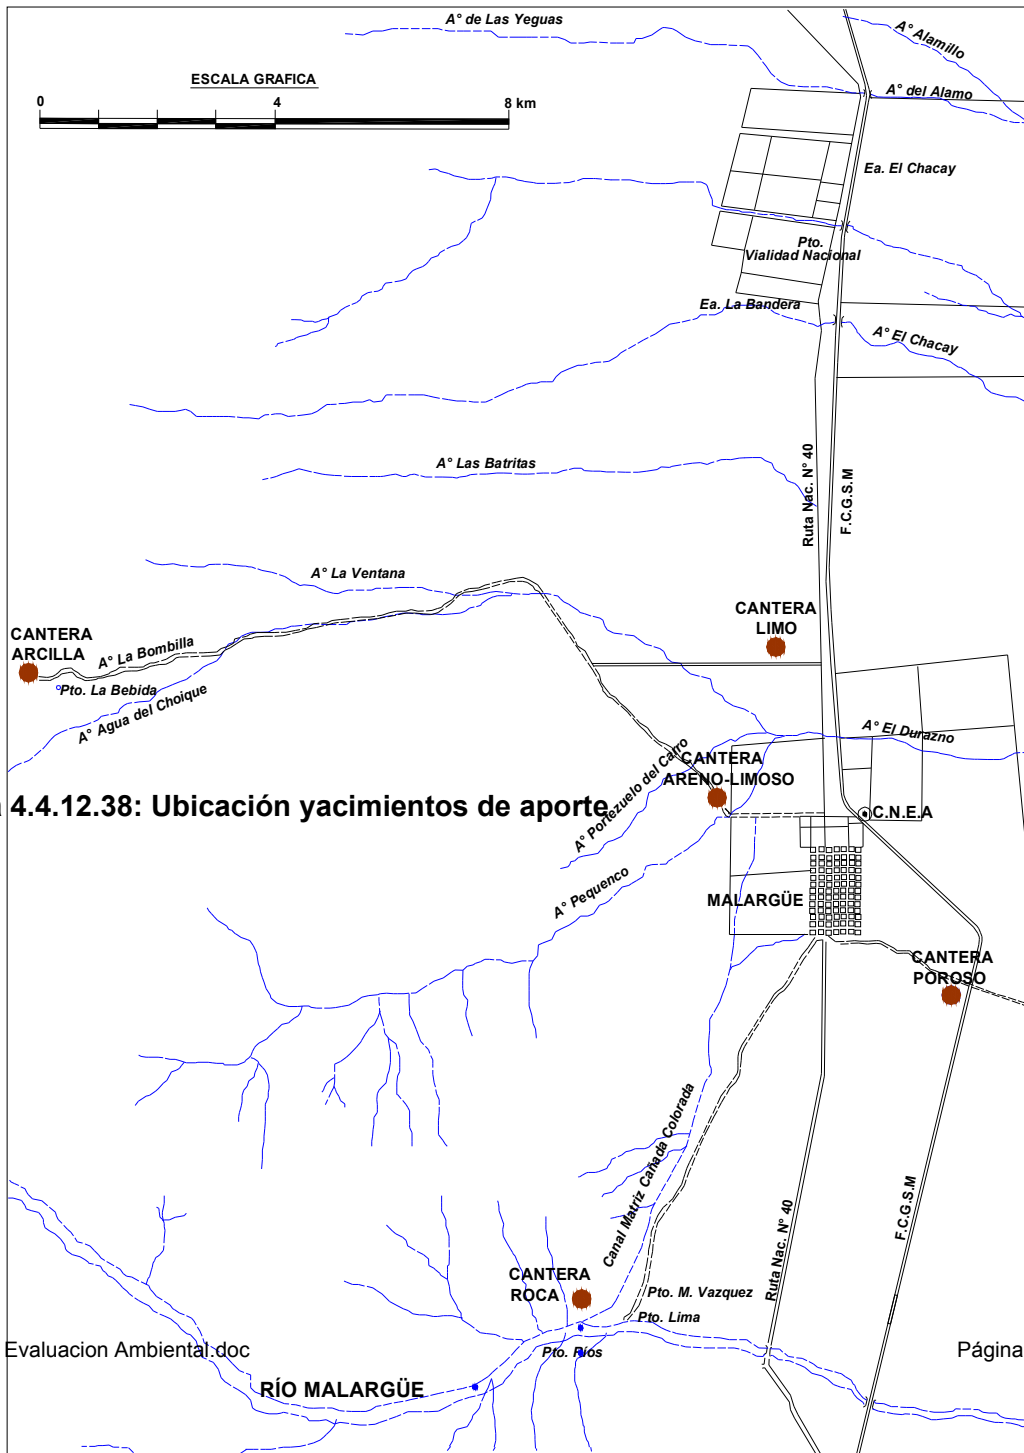 A° de Las Yeguas
A° Alamillo
ESCALA GRAFICA
0 4 8 km
A° del Alamo
Ea. El Chacay
Pto.
Vialidad Nacional
Ea. La Bandera
A° El Chacay
A° Las Batritas
Ruta Nac. N° 40
F.C.G.S.M
A° La Ventana
CANTERA
LIMO
CANTERA
ARCILLA
A° La Bombilla
Pto. La Bebida
A° Agua del Choique
A° El Durazno
CANTERA
ARENO-LIMOSO
A° Portezuelo del Carro
4.4.12.38: Ubicación yacimientos de aporte
C.N.E.A
A° Pequenco
MALARGÜE
CANTERA
POROSO
Canal Matriz Cañada Colorada
F.C.G.S.M
Ruta Nac. N° 40
CANTERA
ROCA
Pto. M. Vazquez
Pto. Lima
Pto. Ríos
Evaluacion Ambiental.doc
Página
RÍO MALARGÜE